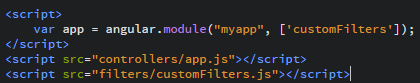 <script>
var app = angular.module("myapp", ['customFilters']);
</script>
<script src="controllers/app.js"></script>
<script src="filters/customFilters.js"></script>